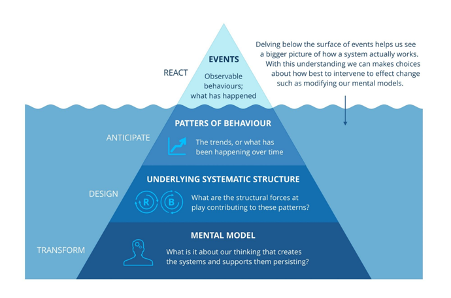 EVENTS
REACT
Observable
behaviours;
what has happened
Delving below the surface of events helps us see
a bigger picture of how a system actually works.
With this understanding we can makes choices
about how best to intervene to effect change
such as modifying our mental models.
PATTERS OF BEHAVIOUR
ANTICIPATE
The trends, or what has
been happening over time
UNDERLYING SYSTEMATIC STRUCTURE
DESIGN
R B
What are the structural forces at
play contributing to these patterns?
MENTAL MODEL
TRANSFORM
What is it about our thinking that creates
the systems and supports them persisting?